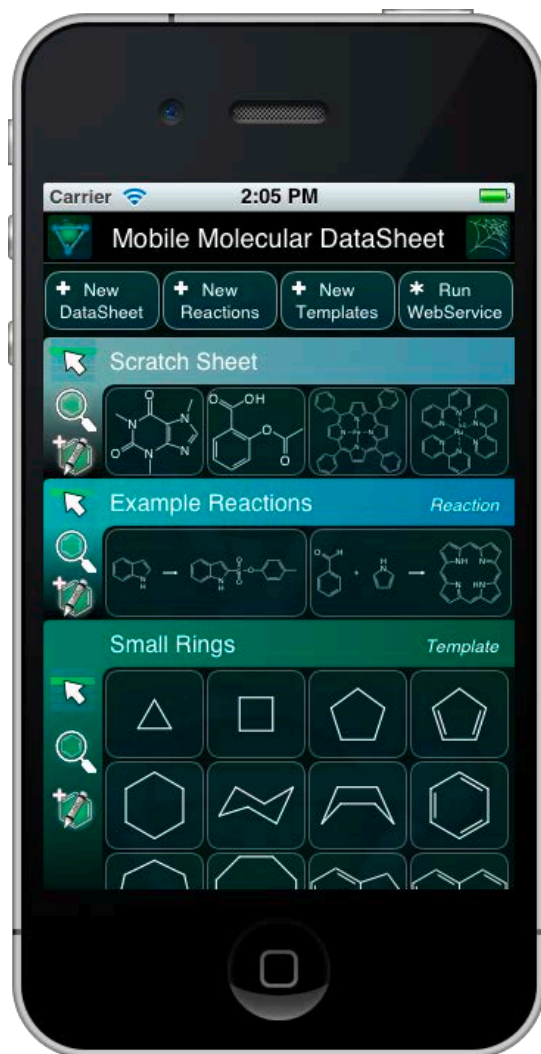 Carrier 2:05 PM
Mobile Molecular DataSheet
+ New
DataSheet
+ New
Reactions
+ New
Templates
* Run
WebService
Scratch Sheet
Example Reactions Reaction
Small Rings Template